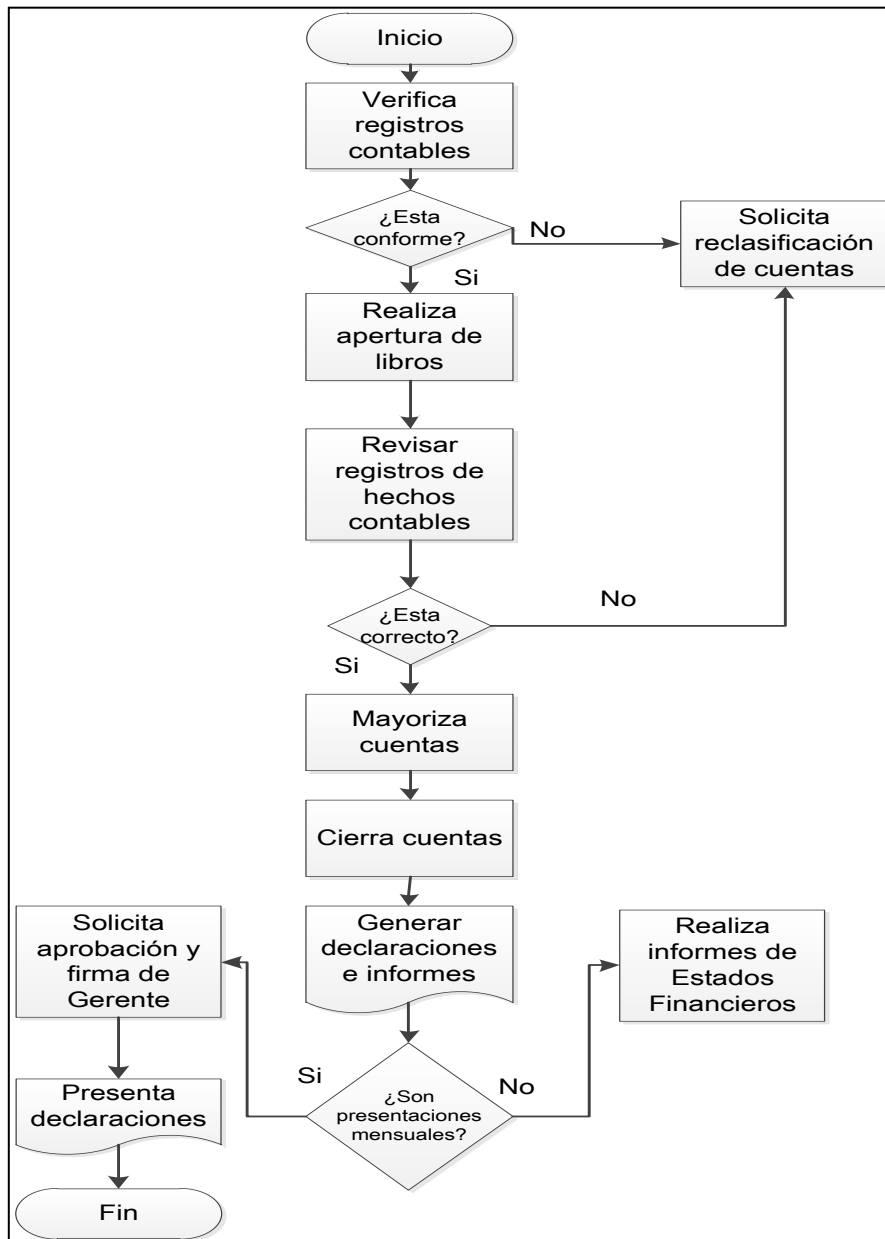 Inicio
Verifica
registros
contables
¿Esta
conforme?
No
Solicita
reclasificación
de cuentas
Si
Realiza
apertura de
libros
Revisar
registros de
hechos
contables
¿Esta
correcto?
No
Si
Mayoriza
cuentas
Cierra cuentas
Generar
declaraciones
e informes
¿Son
presentaciones
mensuales?
Si
No
Solicita
aprobación y
firma de
Gerente
Realiza
informes de
Estados
Financieros
Presenta
declaraciones
Fin